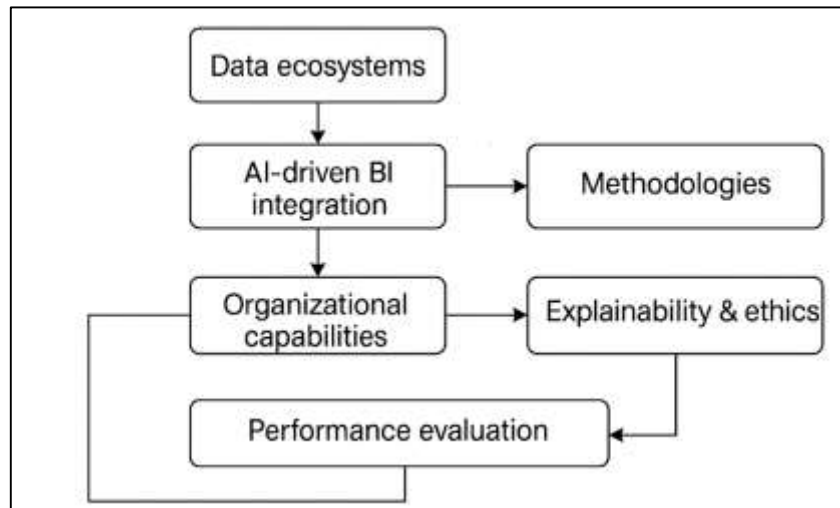 Data ecosystems
AI-driven BI
integration
Methodologies
Organizational
capabilities
Explainability & ethics
Performance evaluation